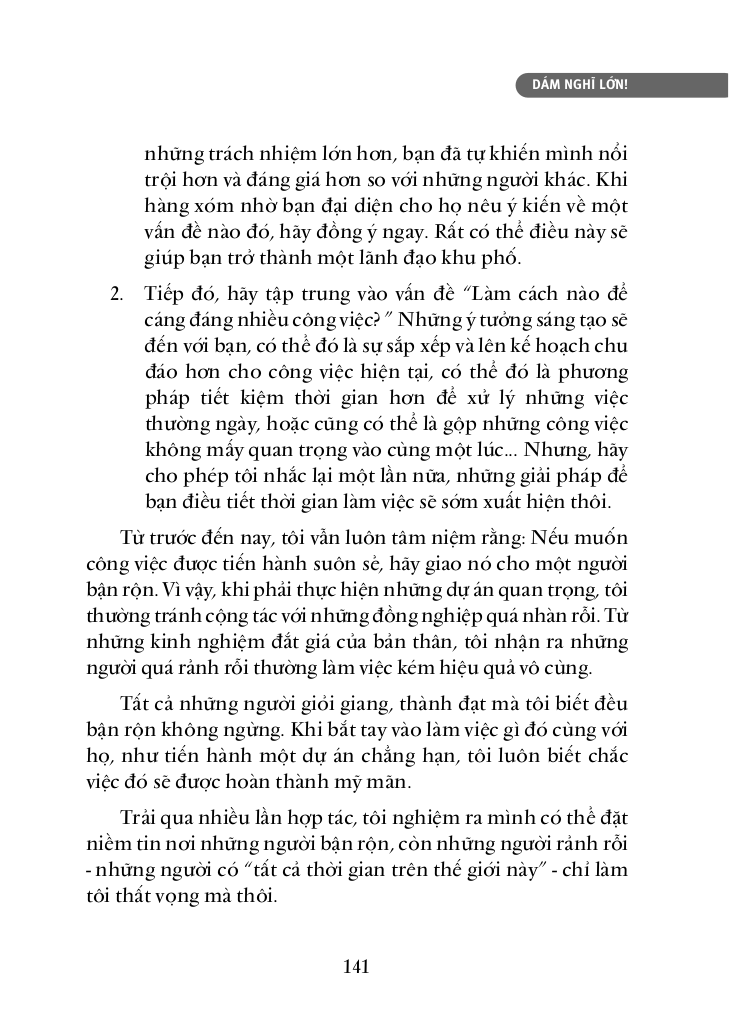 DÁM NGHĨ LỚN!
những trách nhiệm lớn hơn, bạn đã tự khiến mình nổi
trội hơn và đáng giá hơn so với những người khác. Khi
hàng xóm nhờ bạn đại diện cho họ nêu ý kiến về một
vấn đề nào đó, hãy đồng ý ngay. Rất có thể điều này sẽ
giúp bạn trở thành một lãnh đạo khu phố.
2. Tiếp đó, hãy tập trung vào vấn đề “Làm cách nào để
cáng đáng nhiều công việc? ” Những ý tưởng sáng tạo sẽ
đến với bạn, có thể đó là sự sắp xếp và lên kế hoạch chu
đáo hơn cho công việc hiện tại, có thể đó là phương
pháp tiết kiệm thời gian hơn để xử lý những việc
thường ngày, hoặc cũng có thể là gộp những công việc
không mấy quan trọng vào cùng một lúc... Nhưng, hãy
cho phép tôi nhắc lại một lần nữa, những giải pháp để
bạn điều tiết thời gian làm việc sẽ sớm xuất hiện thôi.
Từ trước đến nay, tôi vẫn luôn tâm niệm rằng: Nếu muốn
công việc được tiến hành suôn sẻ, hãy giao nó cho một người
bận rộn. Vì vậy, khi phải thực hiện những dự án quan trọng, tôi
thường tránh cộng tác với những đồng nghiệp quá nhàn rỗi. Từ
những kinh nghiệm đắt giá của bản thân, tôi nhận ra những
người quá rảnh rỗi thường làm việc kém hiệu quả vô cùng.
Tất cả những người giỏi giang, thành đạt mà tôi biết đều
bận rộn không ngừng. Khi bắt tay vào làm việc gì đó cùng với
họ, như tiến hành một dự án chẳng hạn, tôi luôn biết chắc
việc đó sẽ được hoàn thành mỹ mãn.
Trải qua nhiều lần hợp tác, tôi nghiệm ra mình có thể đặt
niềm tin nơi những người bận rộn, còn những người rảnh rỗi
- những người có “tất cả thời gian trên thế giới này” - chỉ làm
tôi thất vọng mà thôi.
141